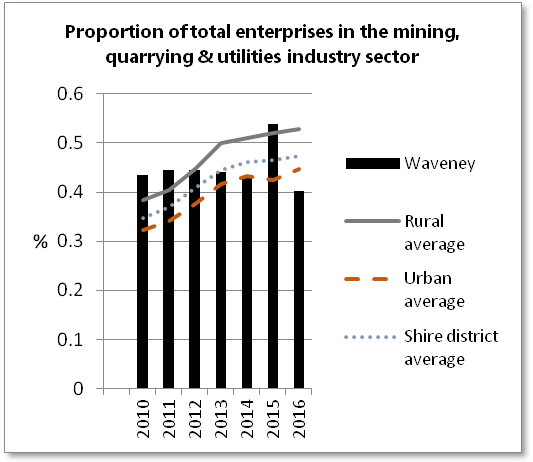 Proportion of total enterprises in the mining,
quarrying & utilities industry sector
0.6
0.5
0.4
0.3
0.2
0.1
0
%
2010
2011
2012
2013
2014
2015
2016
Waveney
Rural
average
Urban
average
Shire district
average